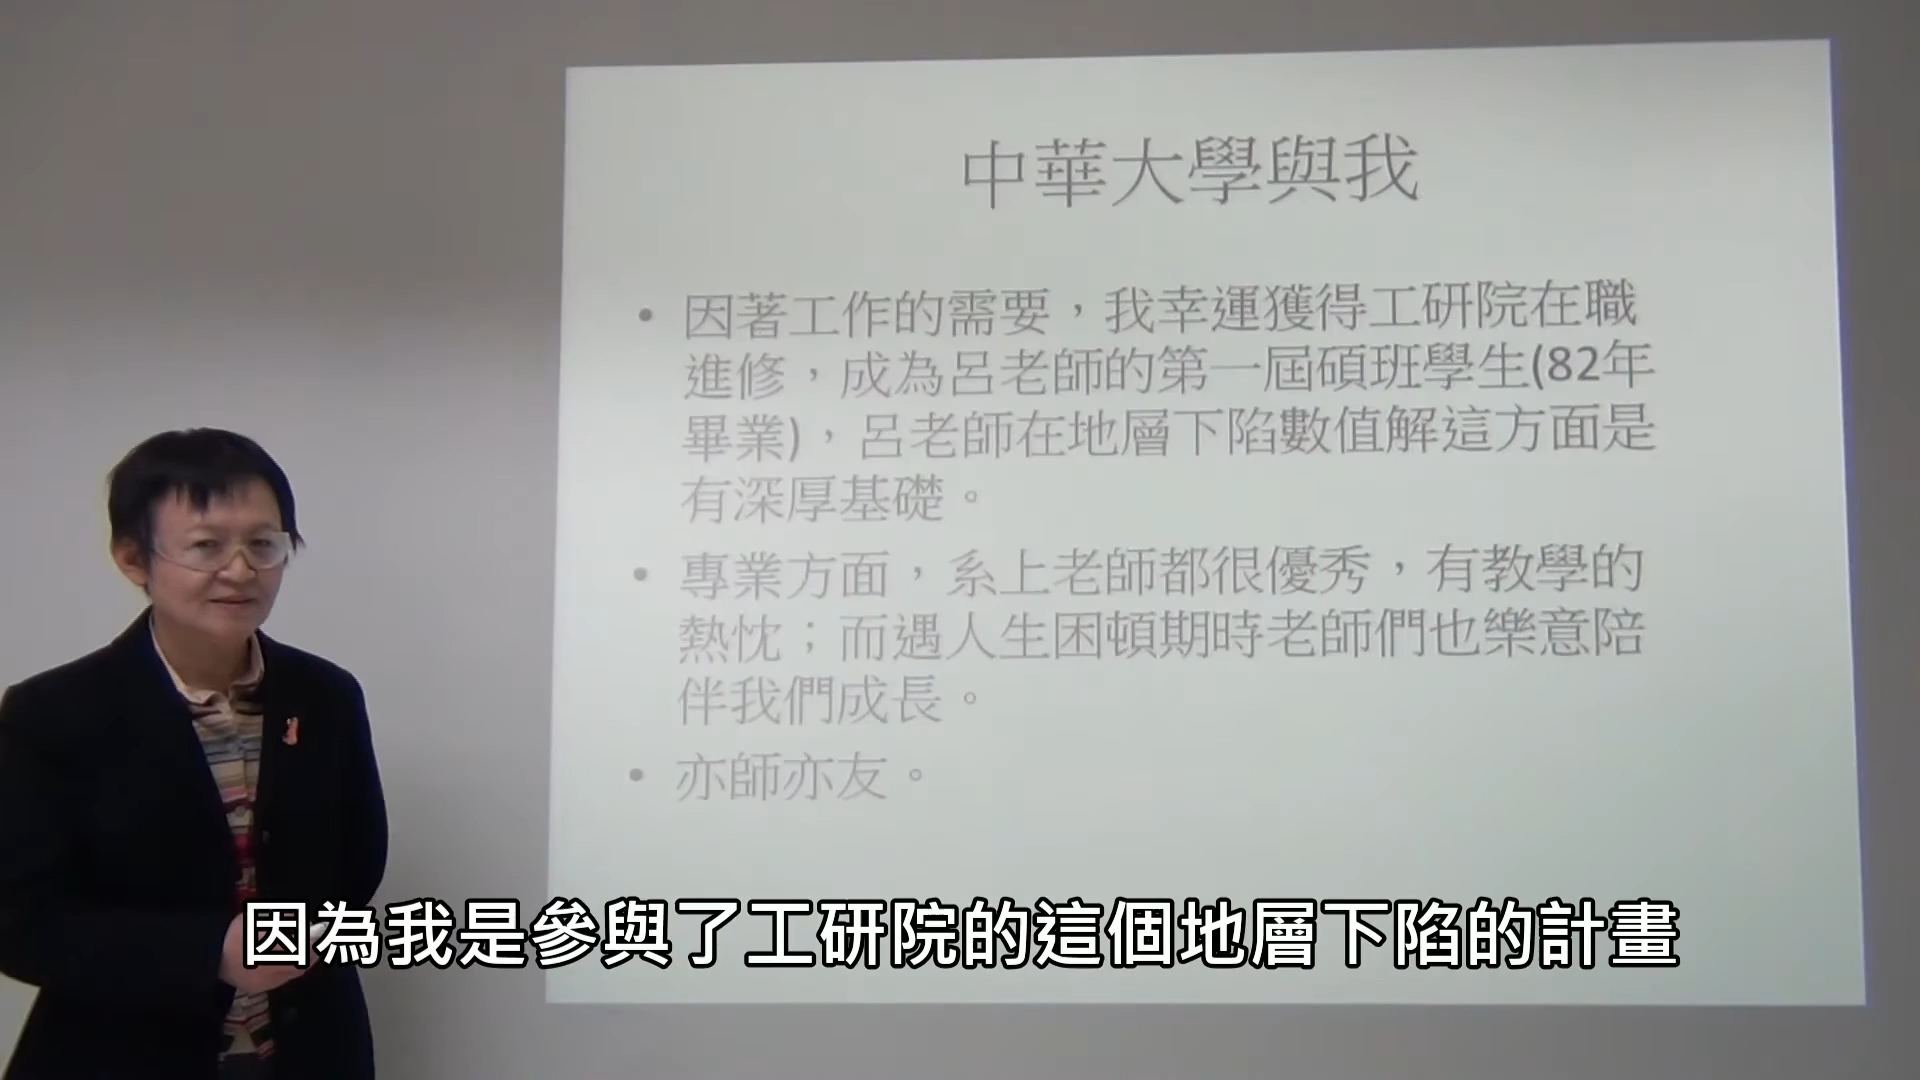 中華大學與我
• 因著工作的需要，我幸運獲得工研院在職
進修，成為呂老師的第一屆碩班學生(82年
畢業)，呂老師在地層下陷數值解這方面是
有深厚基礎。
• 專業方面，系上老師都很優秀，有教學的
熱忱；而遇人生困頓期時老師們也樂意陪
伴我們成長。
• 亦師亦友。
因為我是參與了工研院的這個地層下陷的計畫